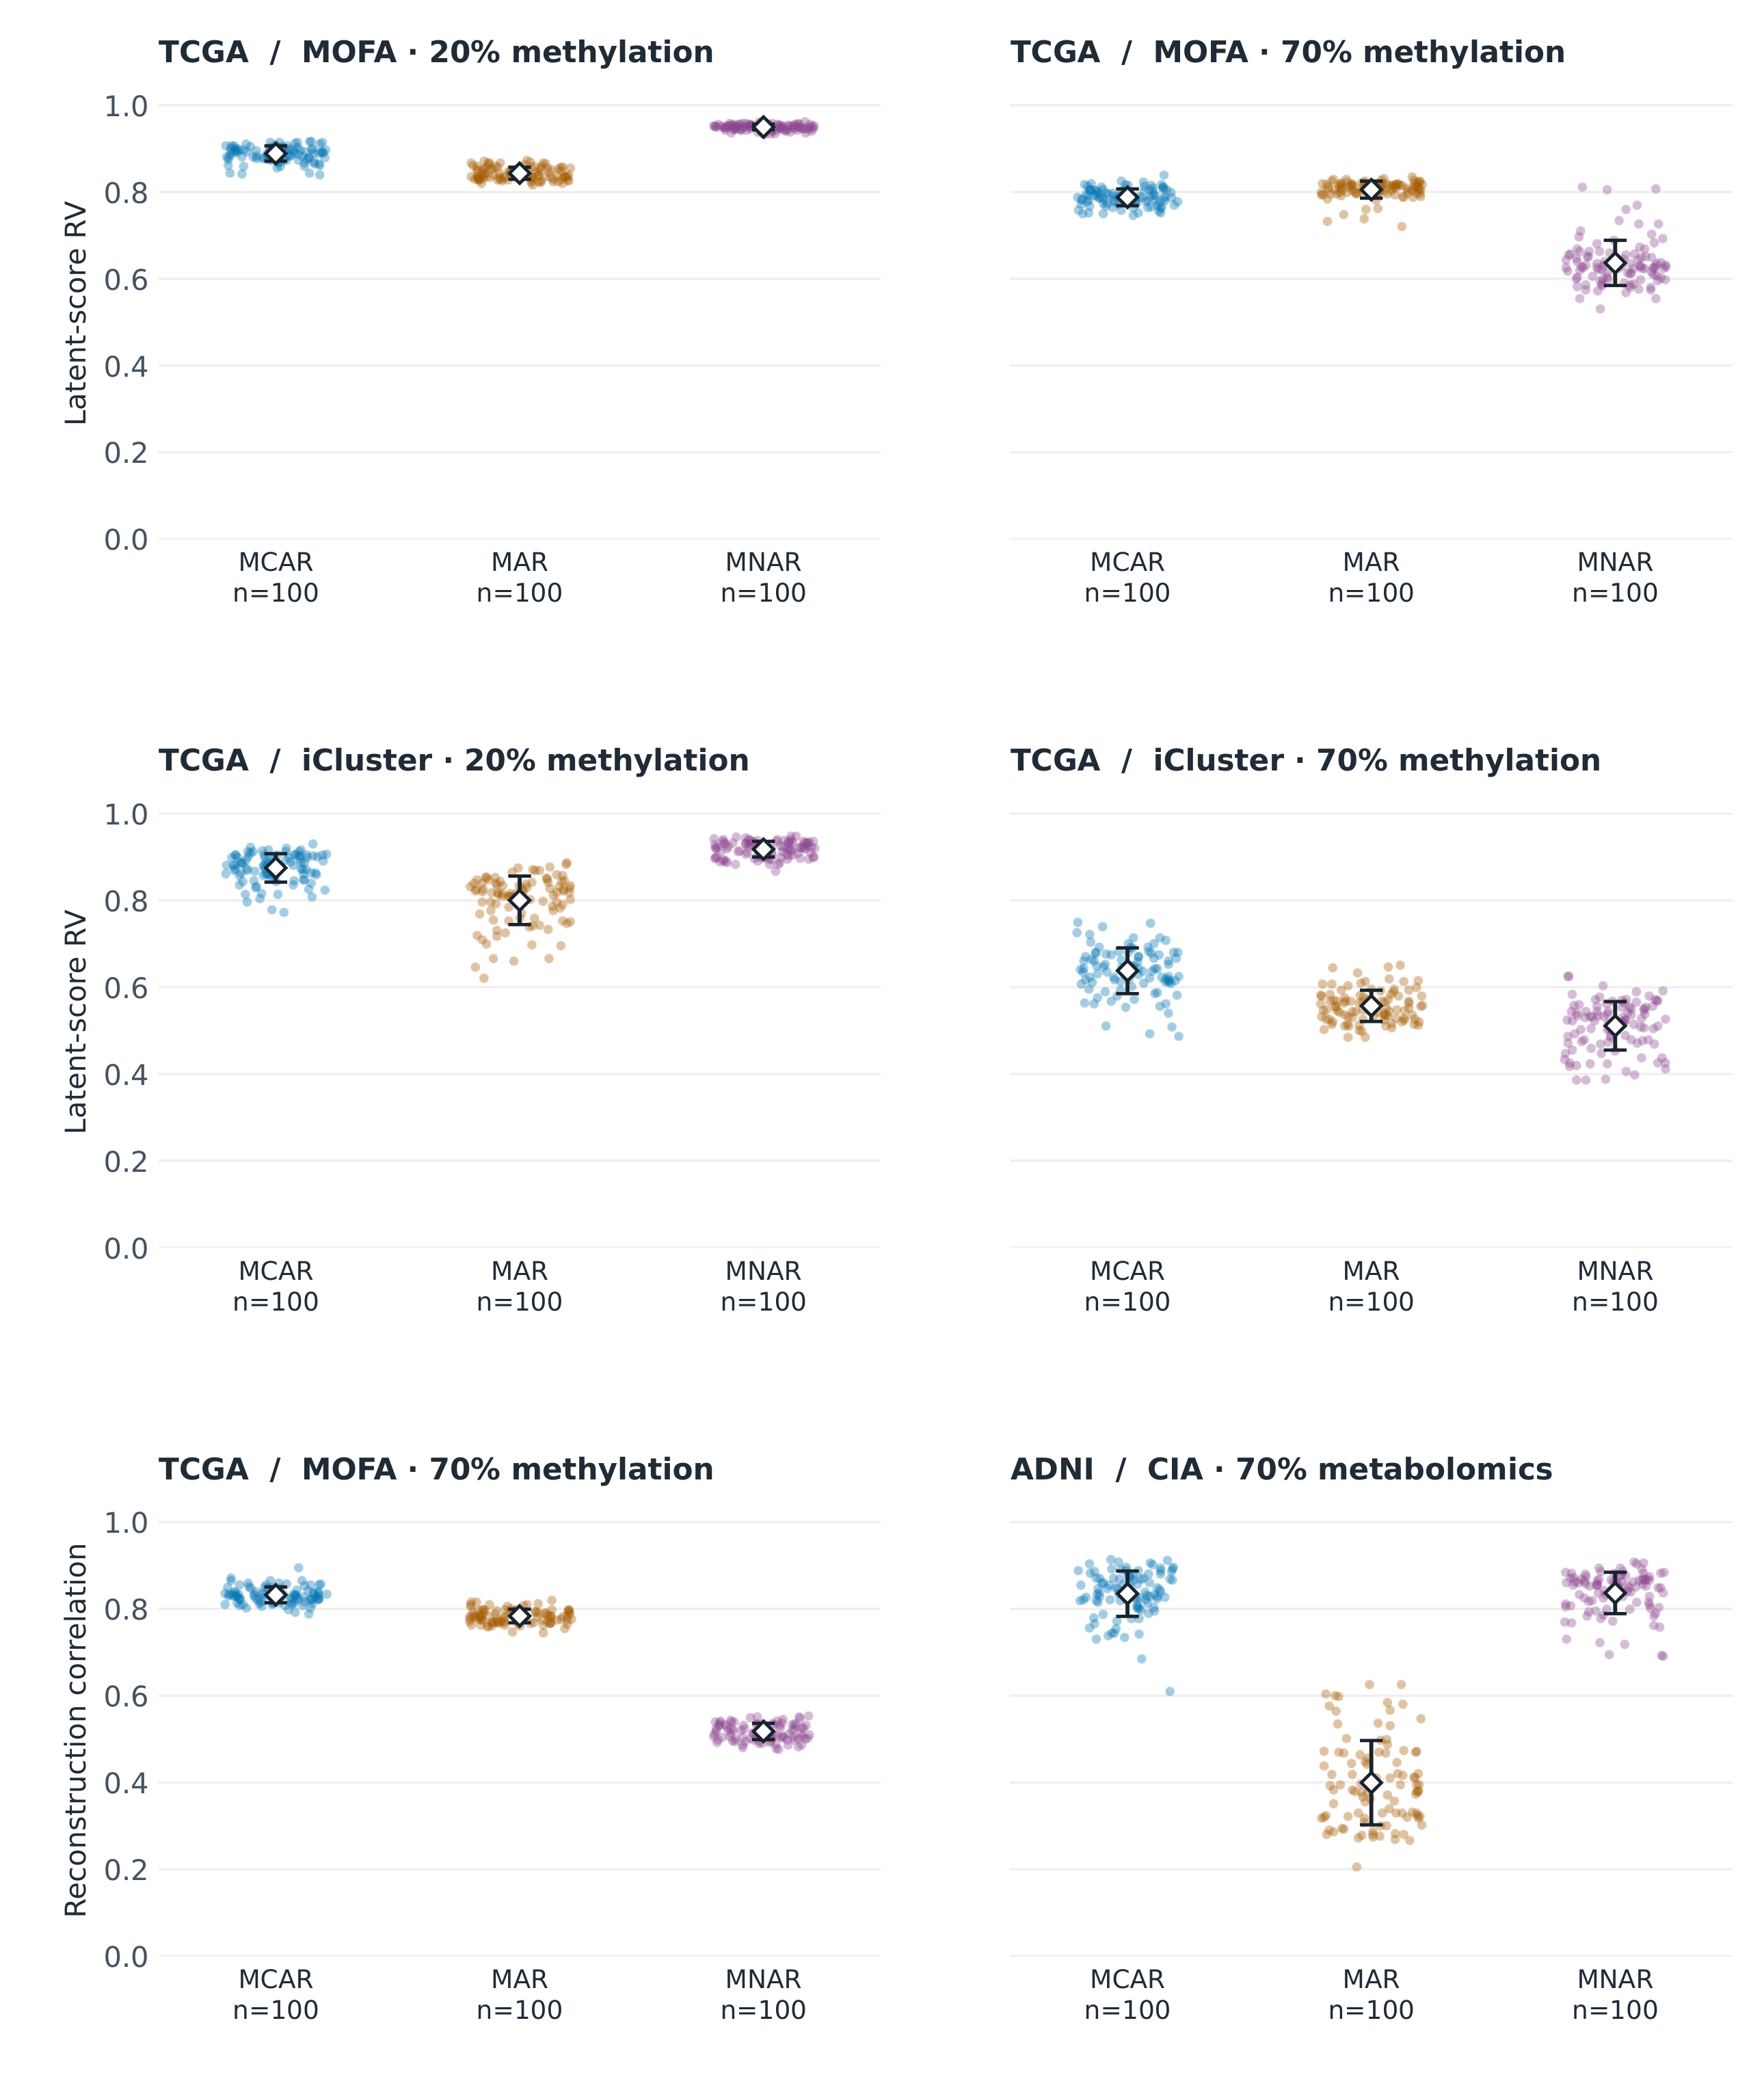 TCGA / MOFA · 20% methylation
Latent-score RV
1.0
0.8
0.6
0.4
0.2
0.0
MCAR
n=100
MAR
n=100
MNAR
n=100
TCGA / MOFA · 70% methylation
MCAR
n=100
MAR
n=100
MNAR
n=100
TCGA / iCluster · 20% methylation
Latent-score RV
1.0
0.8
0.6
0.4
0.2
0.0
MCAR
n=100
MAR
n=100
MNAR
n=100
TCGA / iCluster · 70% methylation
MCAR
n=100
MAR
n=100
MNAR
n=100
TCGA / MOFA · 70% methylation
Reconstruction correlation
1.0
0.8
0.6
0.4
0.2
0.0
MCAR
n=100
MAR
n=100
MNAR
n=100
ADNI / CIA · 70% metabolomics
MCAR
n=100
MAR
n=100
MNAR
n=100